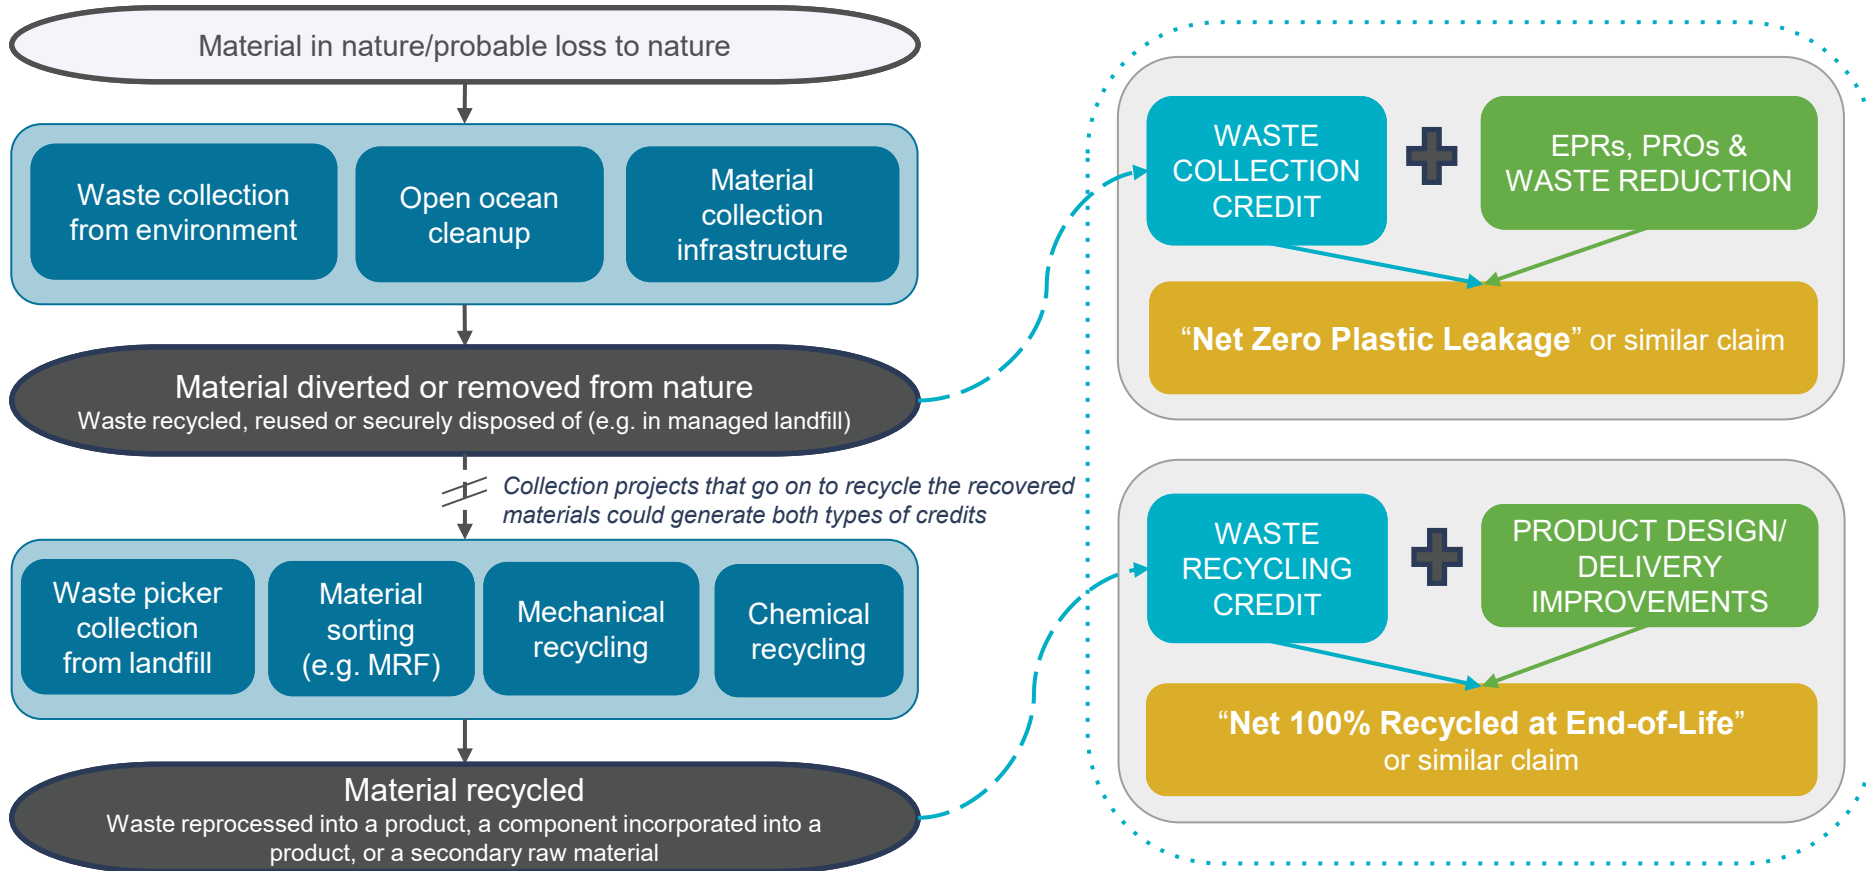 Material in nature/probable loss to nature
Waste collection
from environment
Open ocean
cleanup
Material
collection
infrastructure
Material diverted or removed from nature
Waste recycled, reused or securely disposed of (e.g. in managed landfill)
Collection projects that go on to recycle the recovered
materials could generate both types of credits
Waste picker
collection
from landfill
Material
sorting
(e.g. MRF)
Mechanical
recycling
Chemical
recycling
Material recycled
Waste reprocessed into a product, a component incorporated into a
product, or a secondary raw material
WASTE
COLLECTION
CREDIT
EPRs, PROs &
WASTE REDUCTION
“Net Zero Plastic Leakage” or similar claim
WASTE
RECYCLING
CREDIT
PRODUCT DESIGN/
DELIVERY
IMPROVEMENTS
“Net 100% Recycled at End-of-Life”
or similar claim